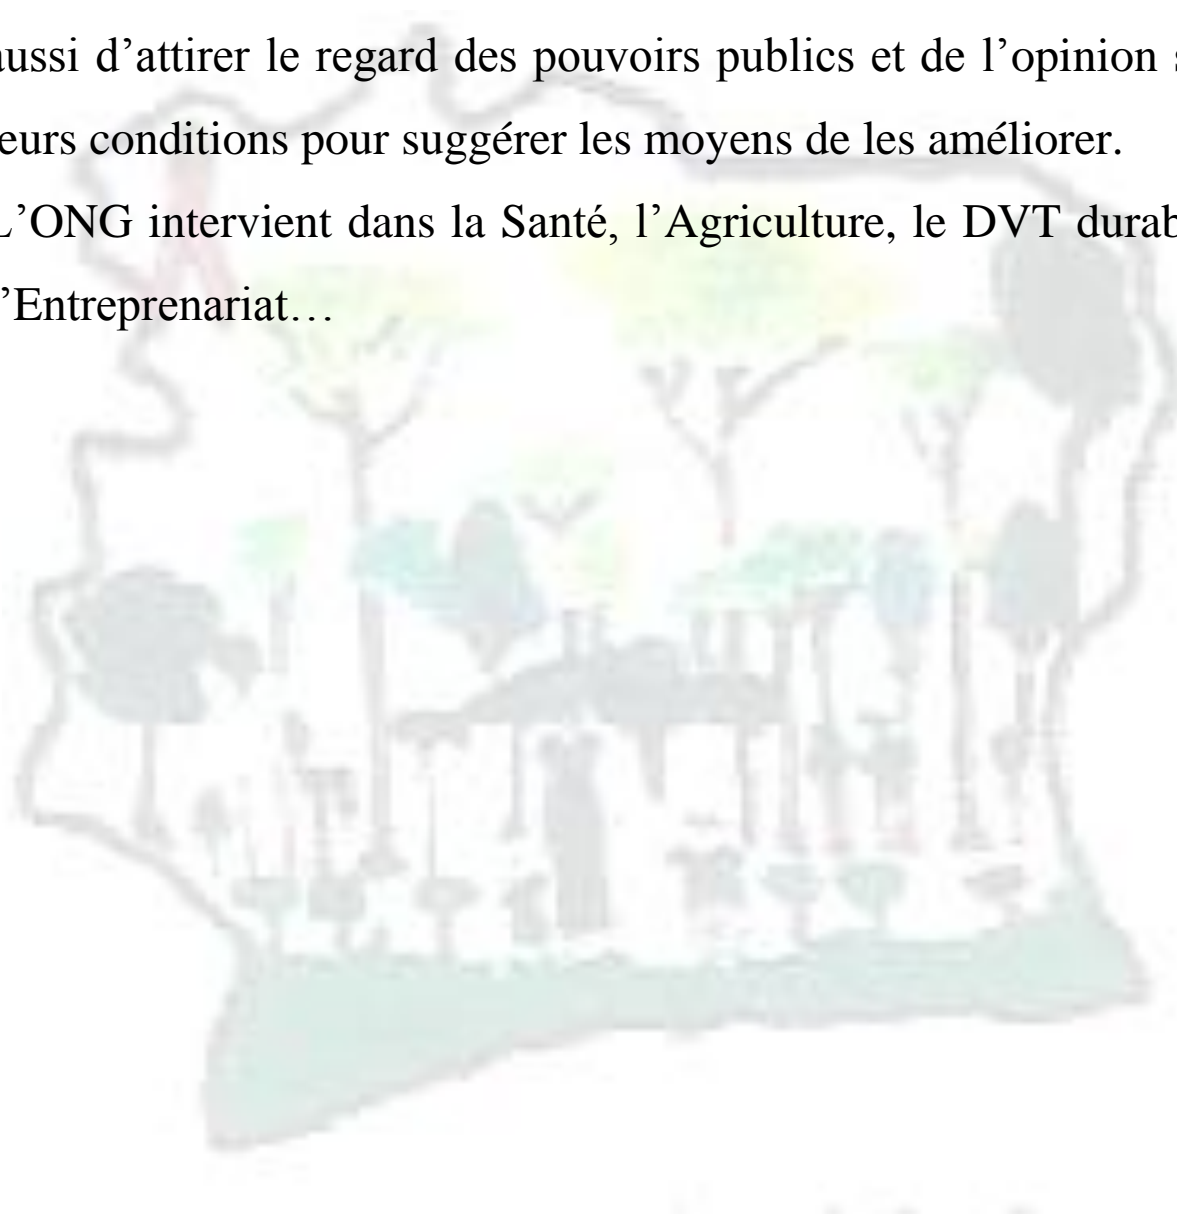 aussi d’attirer le regard des pouvoirs publics et de l’opinion
eurs conditions pour suggérer les moyens de les améliorer.
L’ONG intervient dans la Santé, l’Agriculture, le DVT durab
l’Entreprenariat…